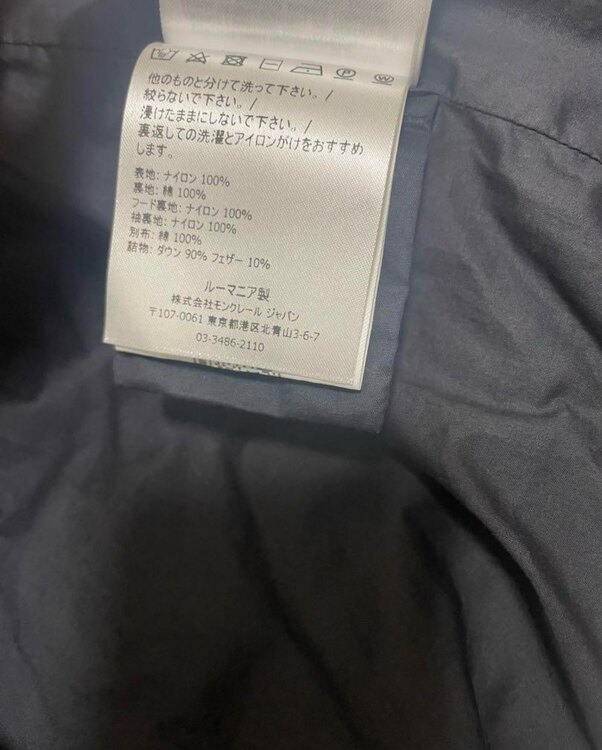 他のものと分けて洗って下さい。/
絞らないで下さい。/
浸けたままにしないで下さい。/
裏返しての洗濯とアイロンがけをおすすめ
します。
表地: ナイロン 100%
裏地: 綿 100%
フード裏地: ナイロン 100%
袖裏地: ナイロン 100%
別布: 綿 100%
詰物: ダウン 90% フェザー 10%
ルーマニア製
株式会社モンクレール ジャパン
〒107-0061 東京都港区北青山3-6-7
03-3486-2110